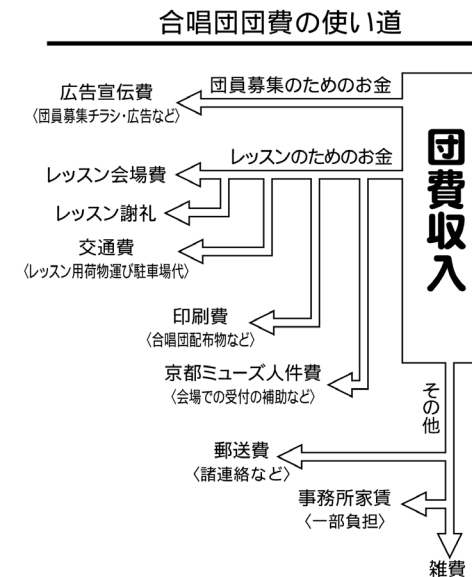 合唱団団費の使い道
団員募集のためのお金
広告宣伝費
〈団員募集チラシ・広告など〉
団費収入
レッスンのためのお金
レッスン会場費
レッスン謝礼
交通費
〈レッスン用荷物運び駐車場代〉
印刷費
〈合唱団配布物など〉
京都ミューズ人件費
〈会場での受付の補助など〉
その他
郵送費
〈諸連絡など〉
事務所家賃
〈一部負担〉
雑費